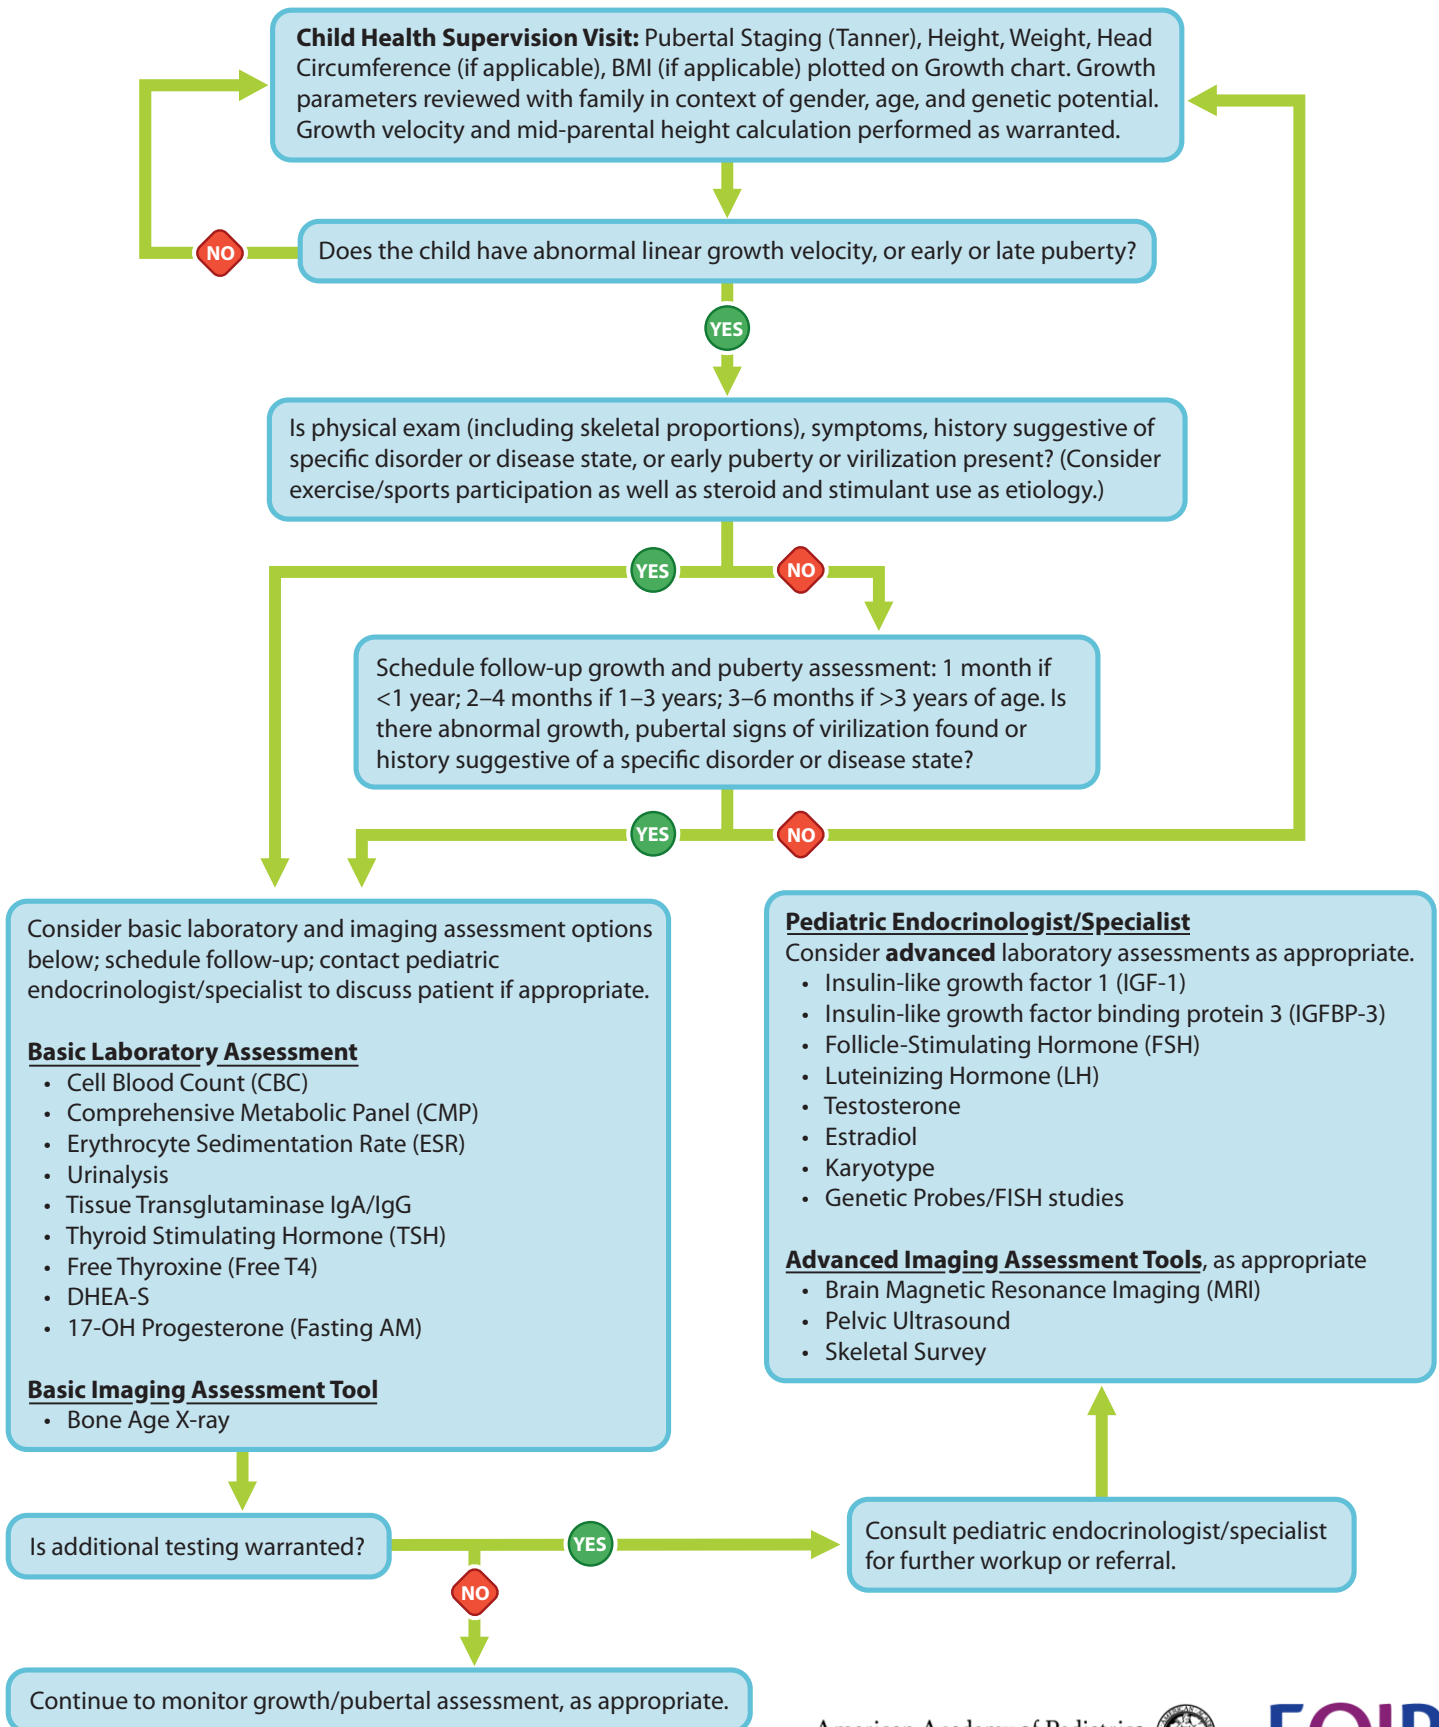 Child Health Supervision Visit: Pubertal Staging (Tanner), Height, Weight, Head
Circumference (if applicable), BMI (if applicable) plotted on Growth chart. Growth
parameters reviewed with family in context of gender, age, and genetic potential.
Growth velocity and mid-parental height calculation performed as warranted.
NO
Does the child have abnormal linear growth velocity, or early or late puberty?
YES
Is physical exam (including skeletal proportions), symptoms, history suggestive of
specific disorder or disease state, or early puberty or virilization present? (Consider
exercise/sports participation as well as steroid and stimulant use as etiology.)
YES
NO
Schedule follow-up growth and puberty assessment: 1 month if
<1 year; 2–4 months if 1–3 years; 3–6 months if >3 years of age. Is
there abnormal growth, pubertal signs of virilization found or
history suggestive of a specific disorder or disease state?
YES
NO
Consider basic laboratory and imaging assessment options
below; schedule follow-up; contact pediatric
endocrinologist/specialist to discuss patient if appropriate.
Basic Laboratory Assessment
• Cell Blood Count (CBC)
• Comprehensive Metabolic Panel (CMP)
• Erythrocyte Sedimentation Rate (ESR)
• Urinalysis
• Tissue Transglutaminase IgA/IgG
• Thyroid Stimulating Hormone (TSH)
• Free Thyroxine (Free T4)
• DHEA-S
• 17-OH Progesterone (Fasting AM)
Basic Imaging Assessment Tool
• Bone Age X-ray
Pediatric Endocrinologist/Specialist
Consider advanced laboratory assessments as appropriate.
• Insulin-like growth factor 1 (IGF-1)
• Insulin-like growth factor binding protein 3 (IGFBP-3)
• Follicle-Stimulating Hormone (FSH)
• Luteinizing Hormone (LH)
• Testosterone
• Estradiol
• Karyotype
• Genetic Probes/FISH studies
Advanced Imaging Assessment Tools, as appropriate
• Brain Magnetic Resonance Imaging (MRI)
• Pelvic Ultrasound
• Skeletal Survey
Is additional testing warranted?
YES
Consult pediatric endocrinologist/specialist
for further workup or referral.
NO
Continue to monitor growth/pubertal assessment, as appropriate.
American Academy of Pediatrics